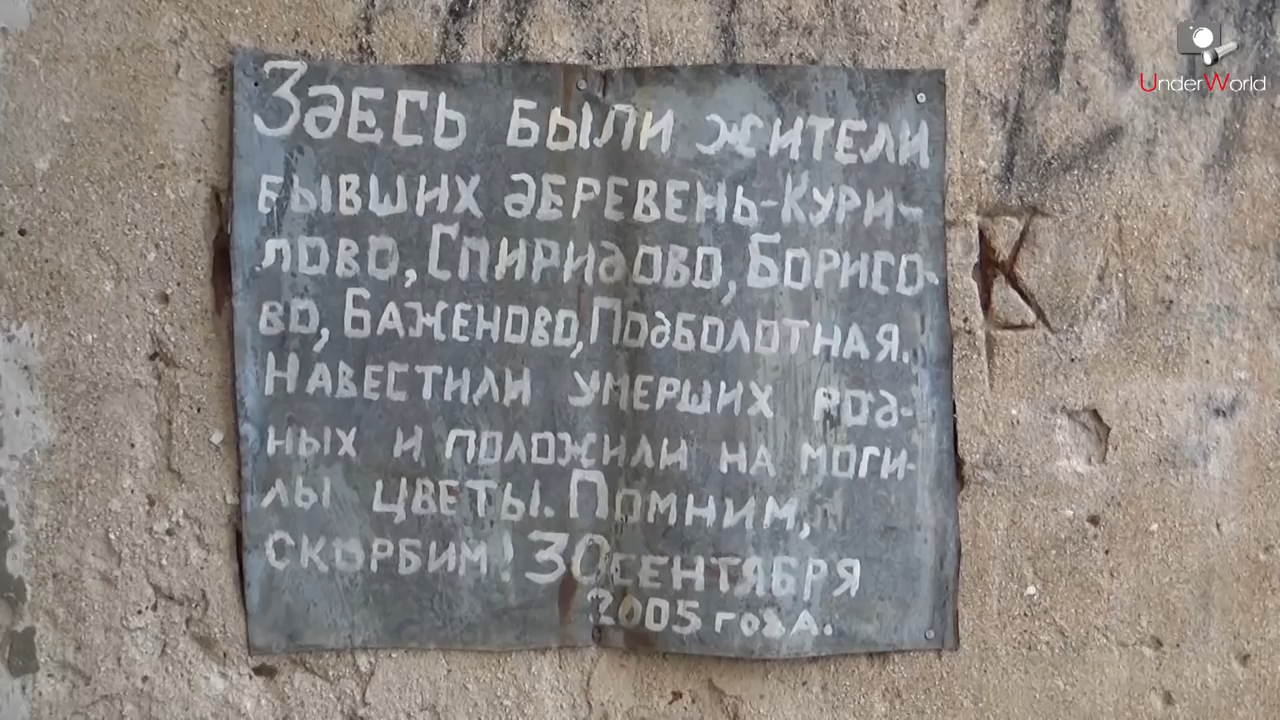 UnderWorld
Здесь были жители
бывших деревень-Кури-
лово, Спиридово, Борисо-
во, Баженово, Подболотная.
Навестили умерших род-
ных и положили на моги-
лы цветы. Помним,
скорбим! 30 сентября
2005 года.